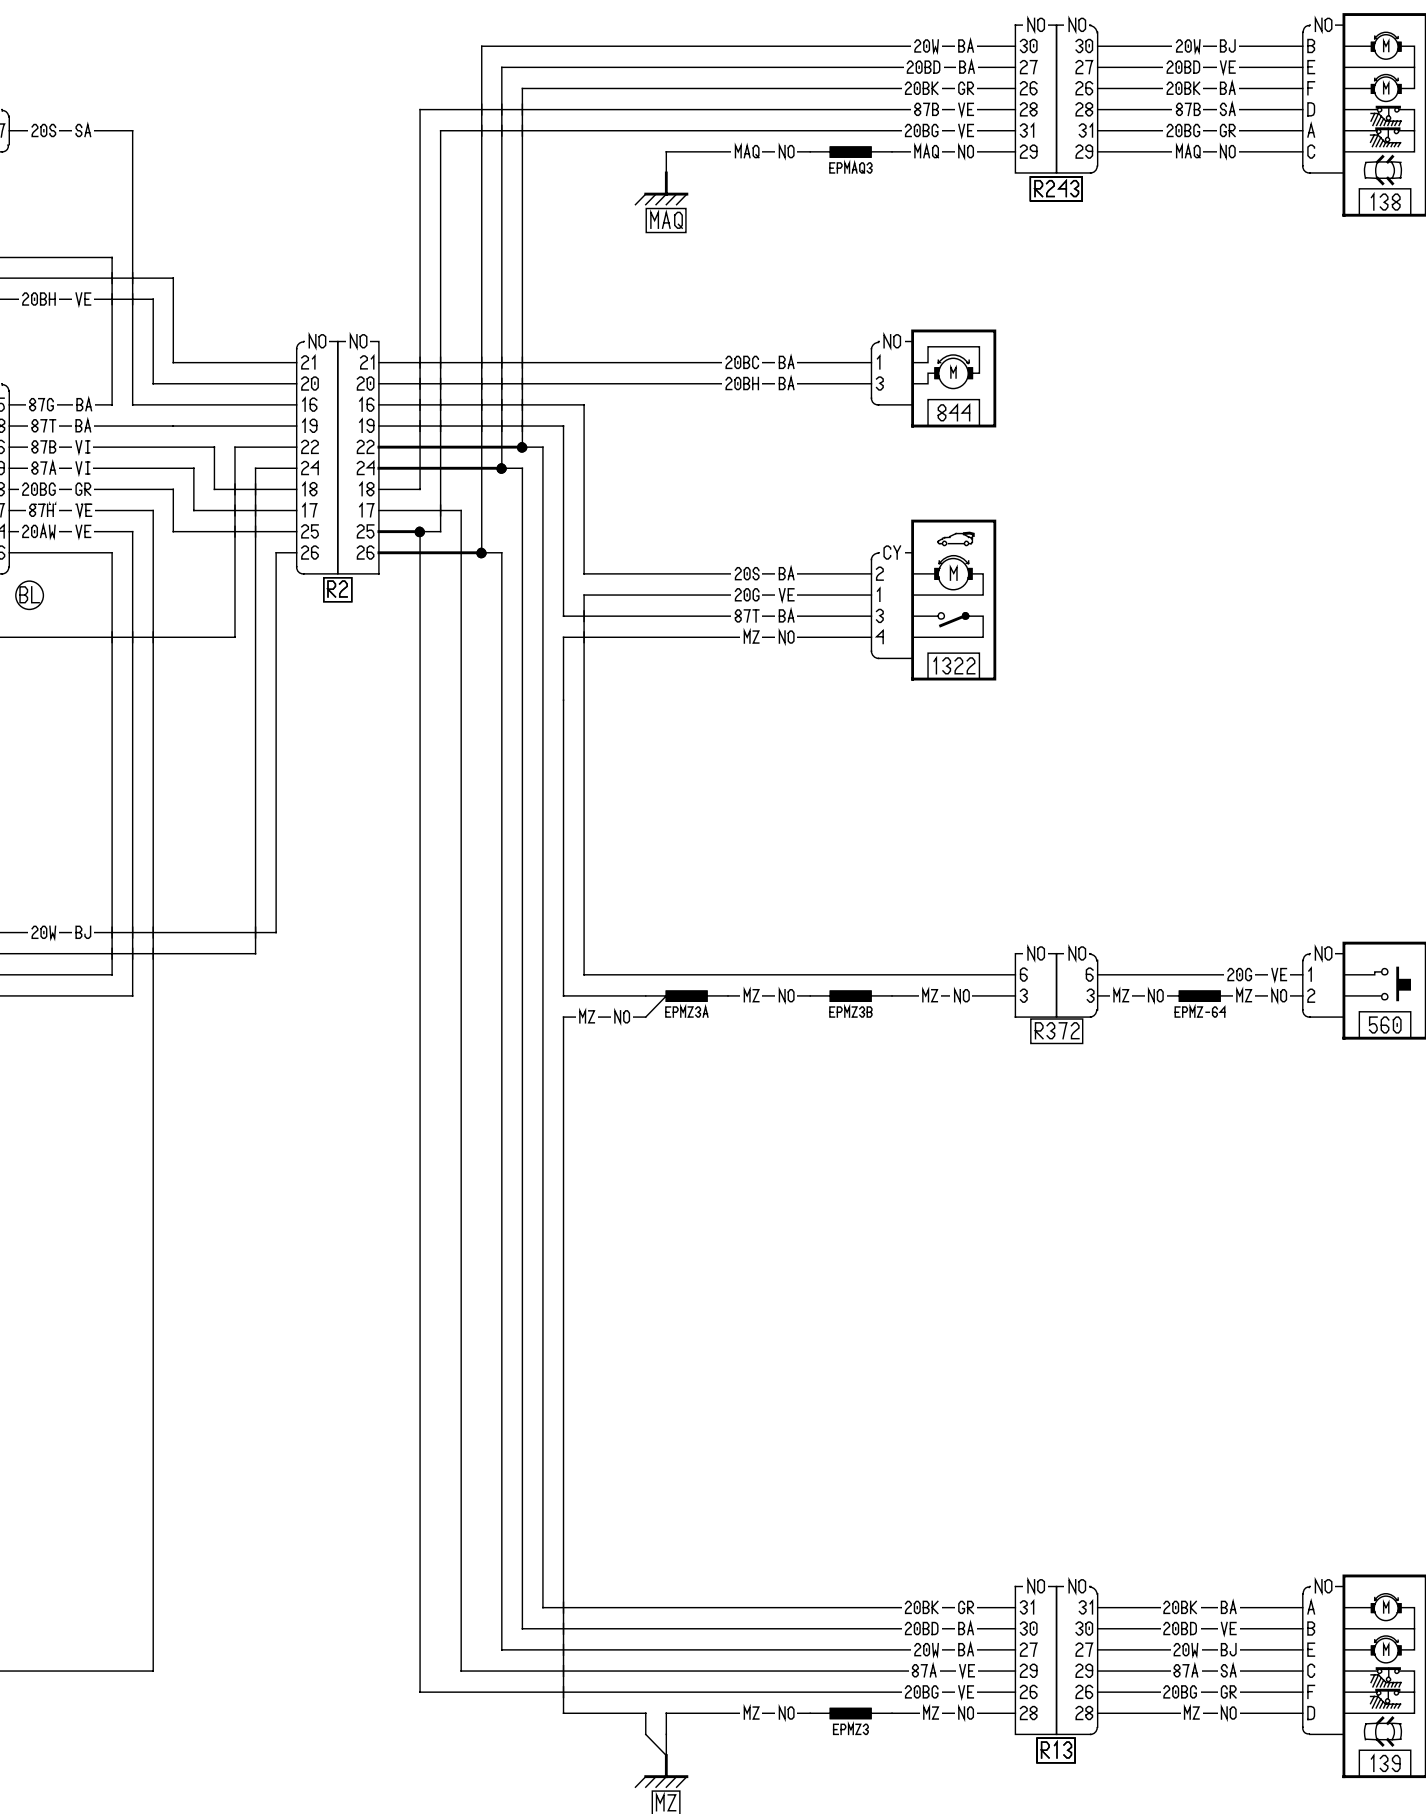 NO NO NO
20W BA 30 30 20W BJ B M
20BD BA 27 27 20BD VE E
20BK GR 26 26 20BK BA F M
87B VE 28 28 87B SA D
7 20S SA 20BG VE 31 31 20BG GR A
MAQ NO MAQ NO 29 29 MAQ NO C
EPMAQ3
R243 138
MAQ
20BH VE
NO NO NO
21 21 20BC BA 1 M
20 20 20BH BA 3
87G BA 16 16
844
87T BA 19 19
87B VI 22 22
87A VI 24 24
20BG GR 18 18
87H VE 17 17
20AW VE 25 25
26 26 CY
R2 20S BA 2 M
BL 20G VE 1
87T BA 3
MZ NO 4
1322
20W BJ
NO NO NO
6 6 20G VE 1
MZ NO MZ NO 3 3 MZ NO MZ NO 2
MZ NO EPMZ3A EPMZ3B EPMZ-64
R372 560
NO NO NO
20BK GR 31 31 20BK BA A M
20BD BA 30 30 20BD VE B
20W BA 27 27 20W BJ E M
87A VE 29 29 87A SA C
20BG VE 26 26 20BG GR F
MZ NO MZ NO 28 28 MZ NO D
EPMZ3
R13 139
MZ